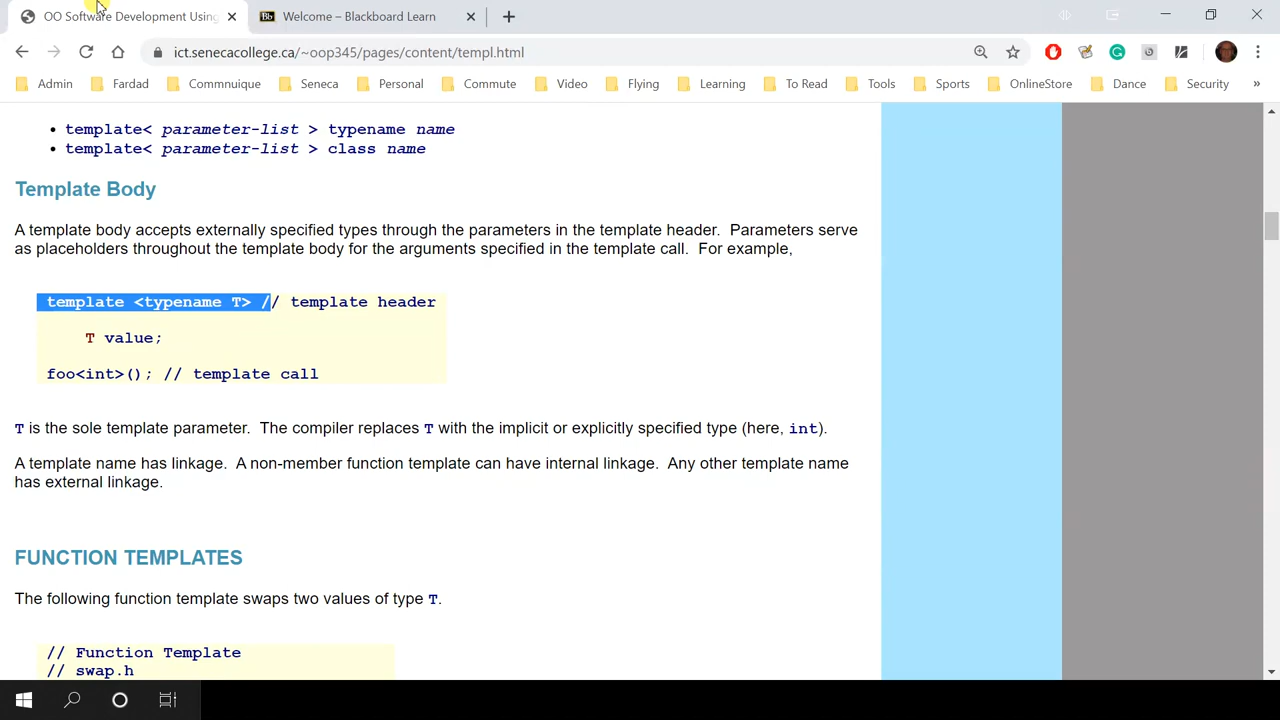 OO Software Development Using
Welcome – Blackboard Learn
ict.senecacollege.ca/~oop345/pages/content/templ.html
Admin Fardad Commnuique Seneca Personal Commute Video Flying Learning To Read Tools Sports OnlineStore Dance Security »
• template< parameter-list > typename name
• template< parameter-list > class name
Template Body
A template body accepts externally specified types through the parameters in the template header. Parameters serve
as placeholders throughout the template body for the arguments specified in the template call. For example,
template <typename T> // template header
T value;
foo<int>(); // template call
T is the sole template parameter. The compiler replaces T with the implicit or explicitly specified type (here, int).
A template name has linkage. A non-member function template can have internal linkage. Any other template name
has external linkage.
FUNCTION TEMPLATES
The following function template swaps two values of type T.
// Function Template
// swap.h